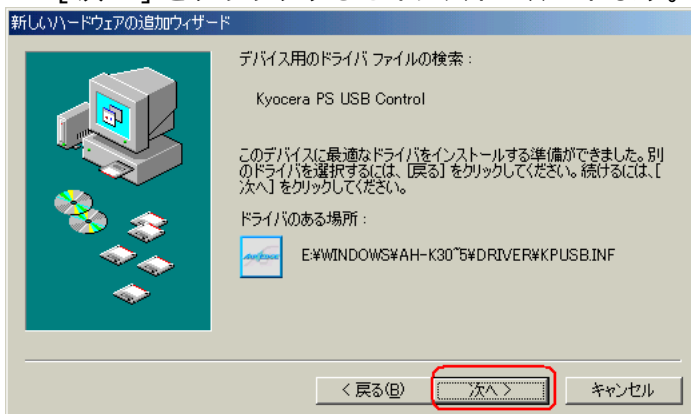 新しいハードウェアの追加ウィザード
デバイス用のドライバ ファイルの検索：
Kyocera PS USB Control
このデバイスに最適なドライバをインストールする準備ができました。別
のドライバを選択するには、[戻る] をクリックしてください。続けるには、[
次へ] をクリックしてください。
ドライバのある場所：
E:¥WINDOWS¥AH-K30~5¥DRIVER¥KPUSB.INF
< 戻る(B)
次へ >
キャンセル